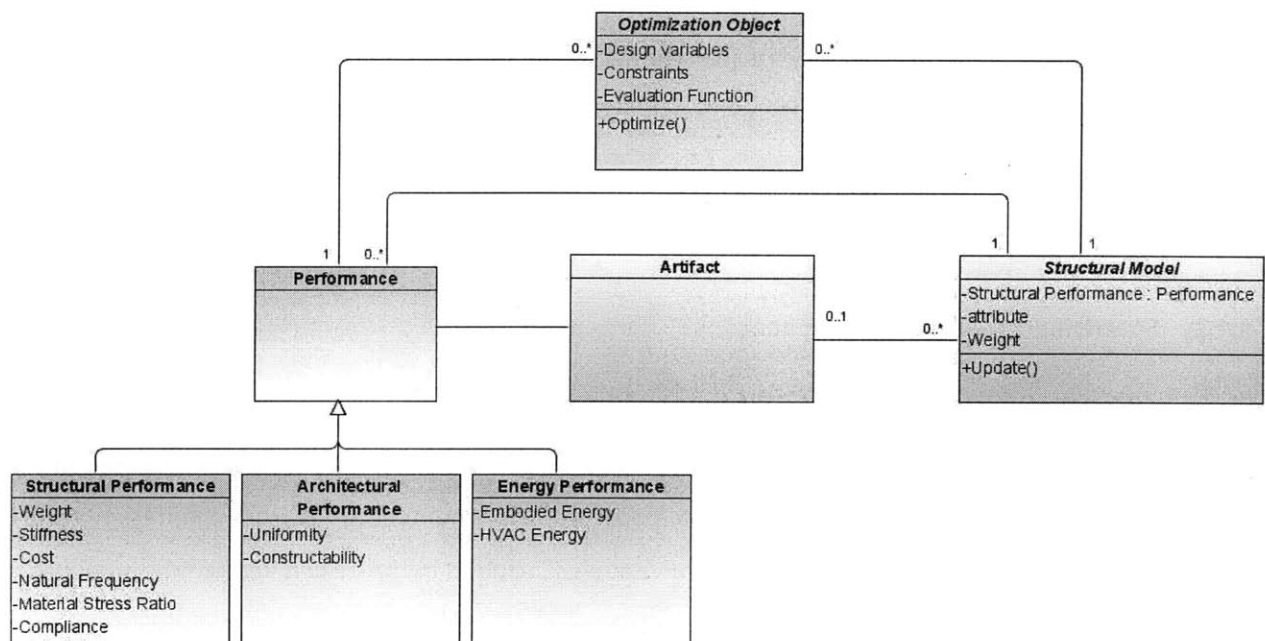 Optimization Object
-Design variables
-Constraints
-Evaluation Function
+Optimize()
0..*
0..*
1
0..*
1
1
Performance
Artifact
0..1
0..*
Structural Model
-Structural Performance : Performance
-attribute
-Weight
+Update()
Structural Performance
-Weight
-Stiffness
-Cost
-Natural Frequency
-Material Stress Ratio
-Compliance
Architectural
Performance
-Uniformity
-Constructability
Energy Performance
-Embodied Energy
-HVAC Energy